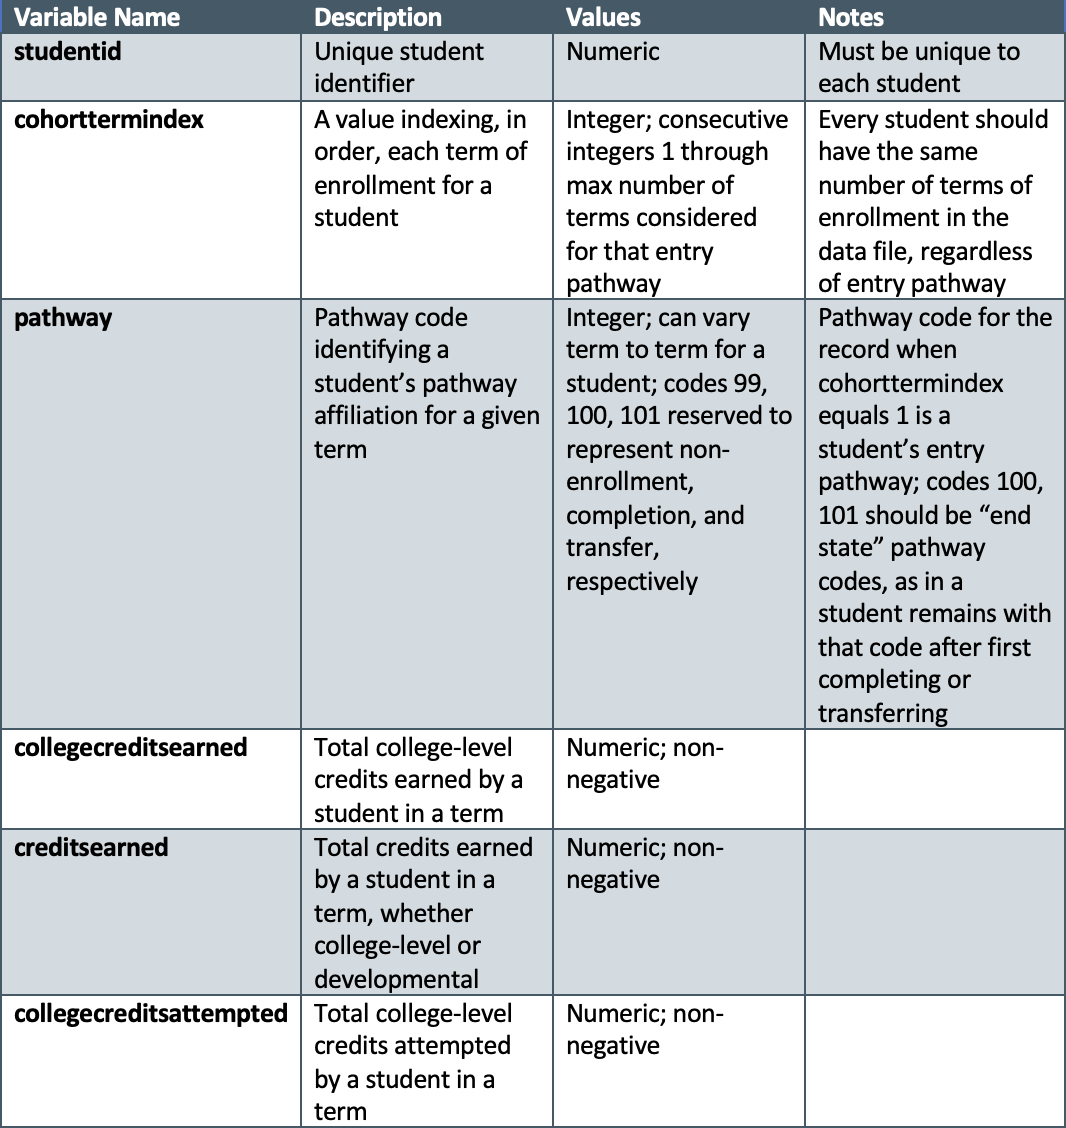 Variable Name
Description
Values
Notes
studentid
Unique student
identifier
Numeric
Must be unique to
each student
cohorttermindex
A value indexing, in
order, each term of
enrollment for a
student
Integer; consecutive
integers 1 through
max number of
terms considered
for that entry
pathway
Every student should
have the same
number of terms of
enrollment in the
data file, regardless
of entry pathway
pathway
Pathway code
identifying a
student’s pathway
affiliation for a given
term
Integer; can vary
term to term for a
student; codes 99,
100, 101 reserved to
represent non-
enrollment,
completion, and
transfer,
respectively
Pathway code for the
record when
cohorttermindex
equals 1 is a
student’s entry
pathway; codes 100,
101 should be “end
state” pathway
codes, as in a
student remains with
that code after first
completing or
transferring
collegecreditsearned
Total college-level
credits earned by a
student in a term
Numeric; non-
negative
creditsearned
Total credits earned
by a student in a
term, whether
college-level or
developmental
Numeric; non-
negative
collegecreditsattempted
Total college-level
credits attempted
by a student in a
term
Numeric; non-
negative